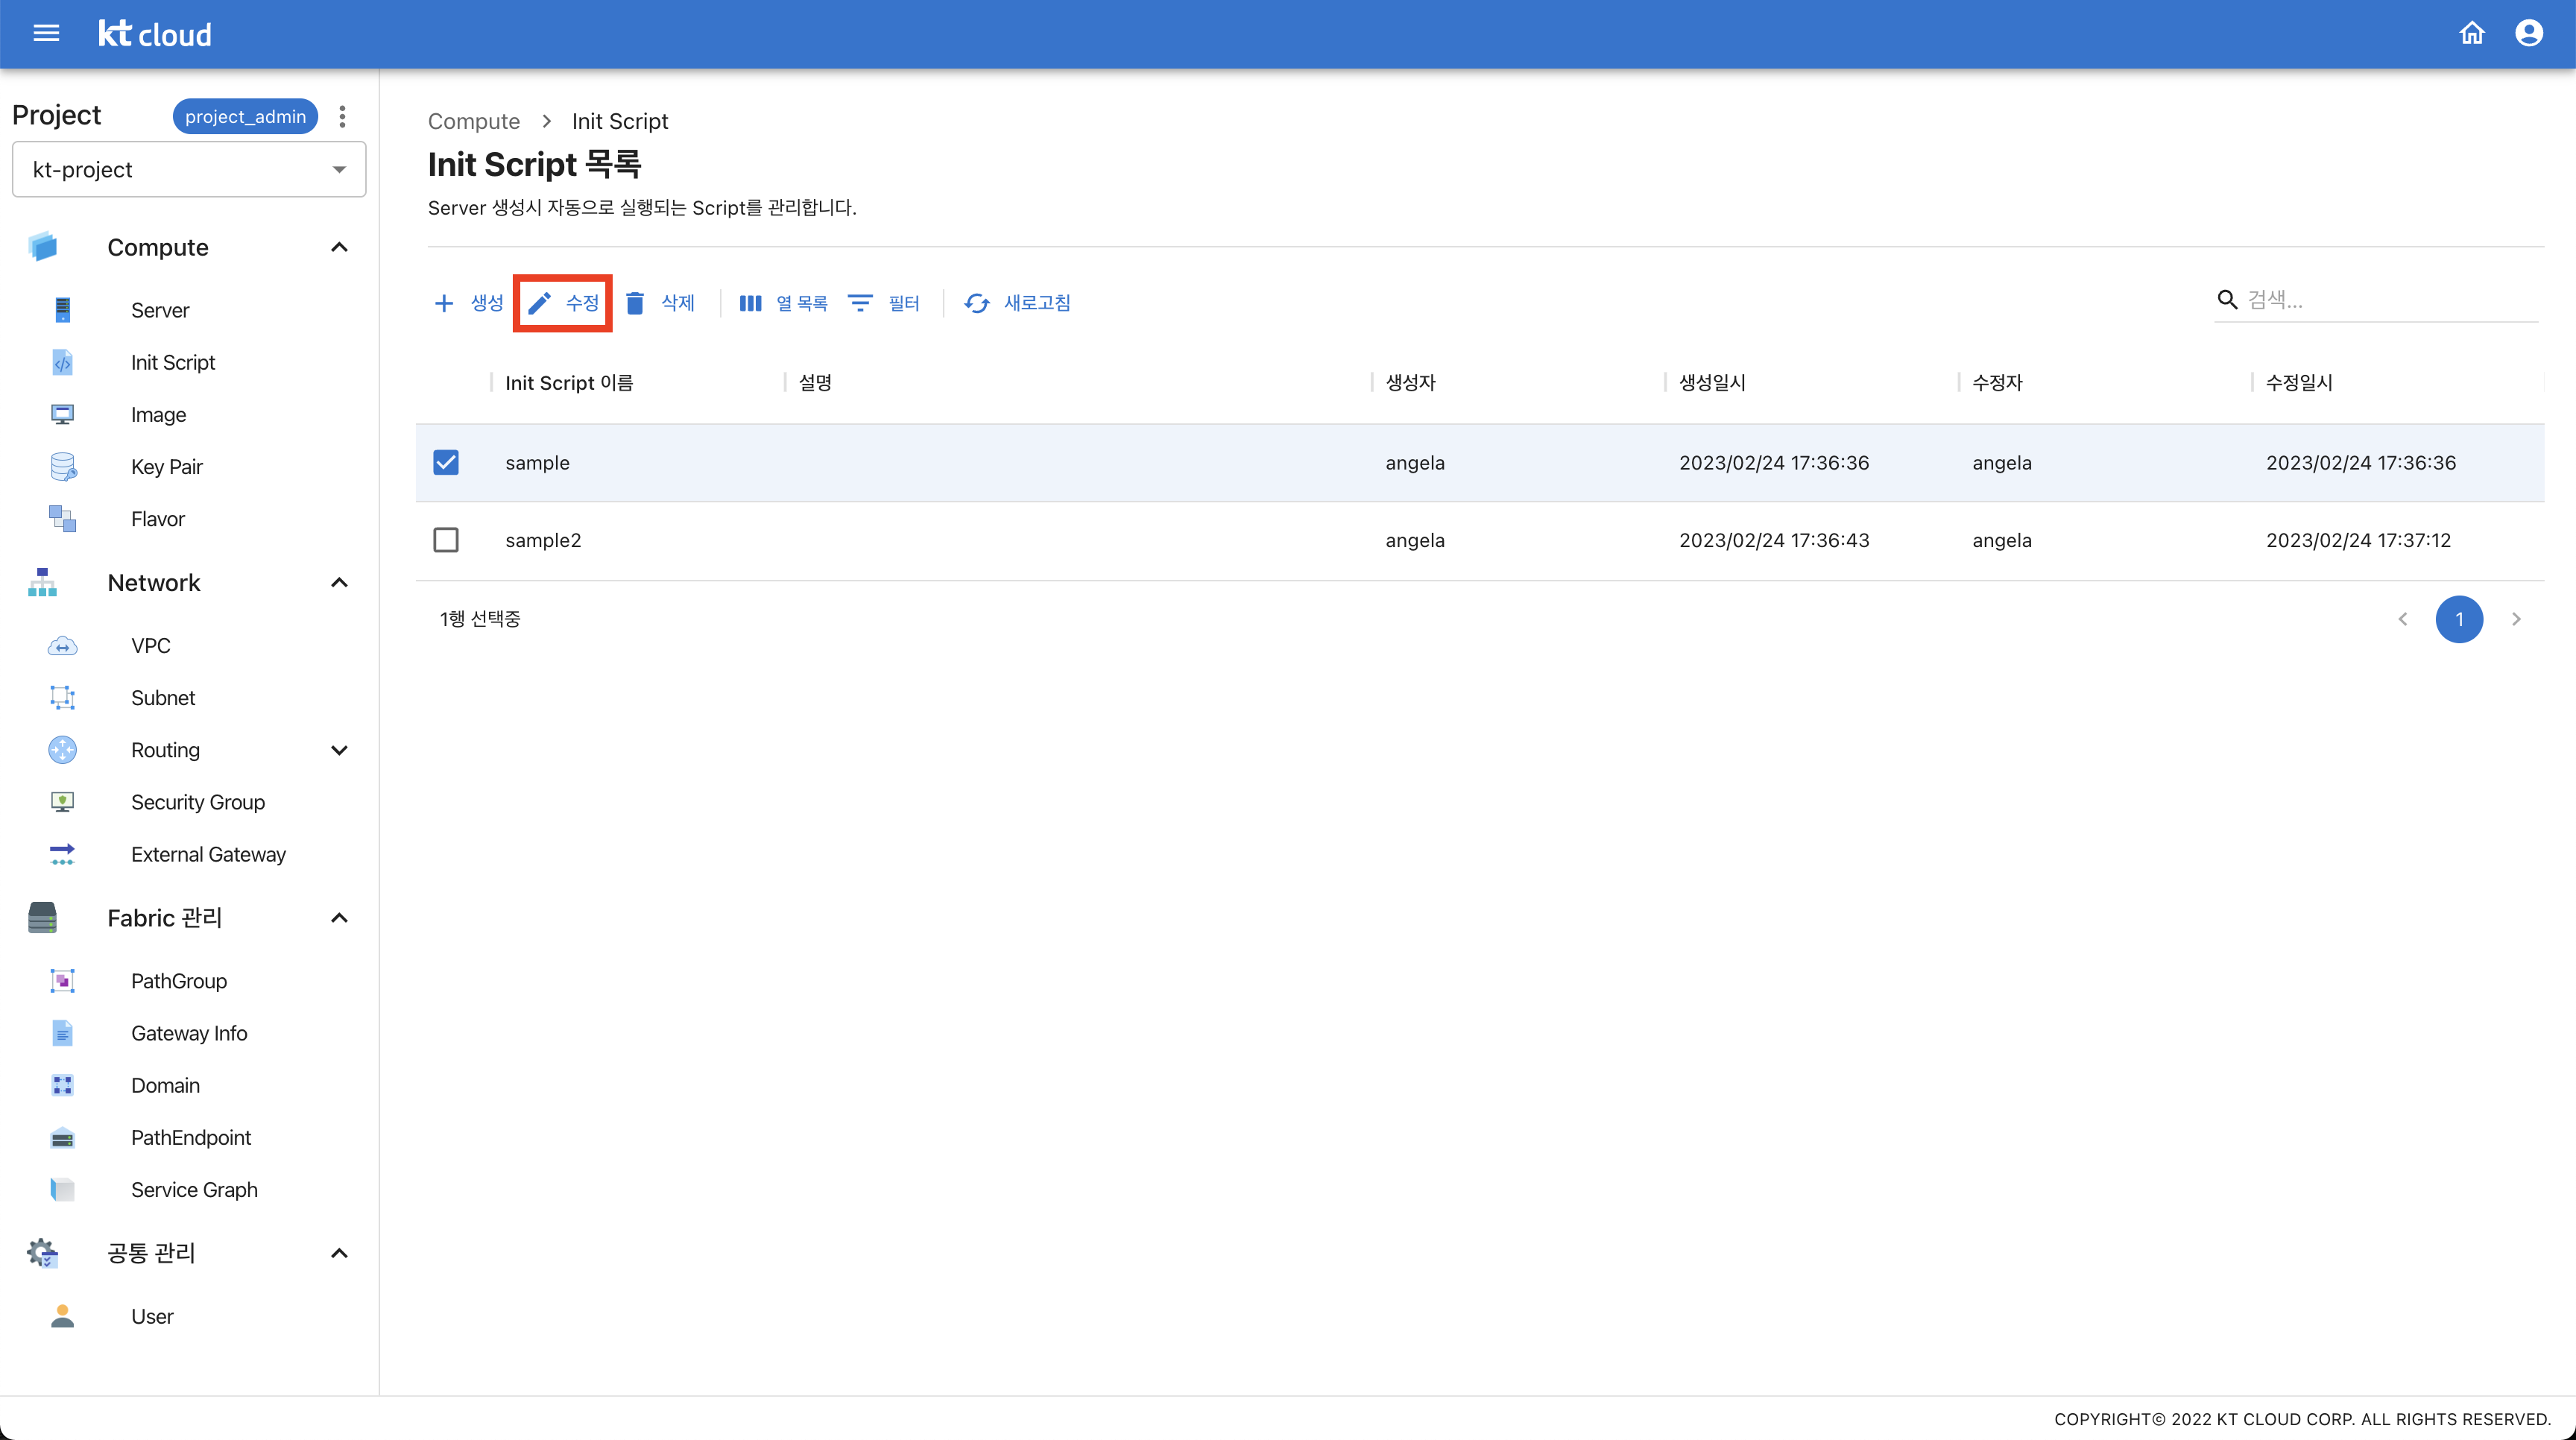 kt cloud
Project
project_admin
kt-project
Compute
Server
Init Script
Image
Key Pair
Flavor
Network
VPC
Subnet
Routing
Security Group
External Gateway
Fabric 관리
PathGroup
Gateway Info
Domain
PathEndpoint
Service Graph
공통 관리
User
Compute > Init Script
Init Script 목록
Server 생성시 자동으로 실행되는 Script를 관리합니다.
생성 수정 삭제 열 목록 필터 새로고침 검색...
Init Script 이름 설명 생성자 생성일시 수정자 수정일시
sample angela 2023/02/24 17:36:36 angela 2023/02/24 17:36:36
sample2 angela 2023/02/24 17:36:43 angela 2023/02/24 17:37:12
1행 선택중 1
COPYRIGHT© 2022 KT CLOUD CORP. ALL RIGHTS RESERVED.